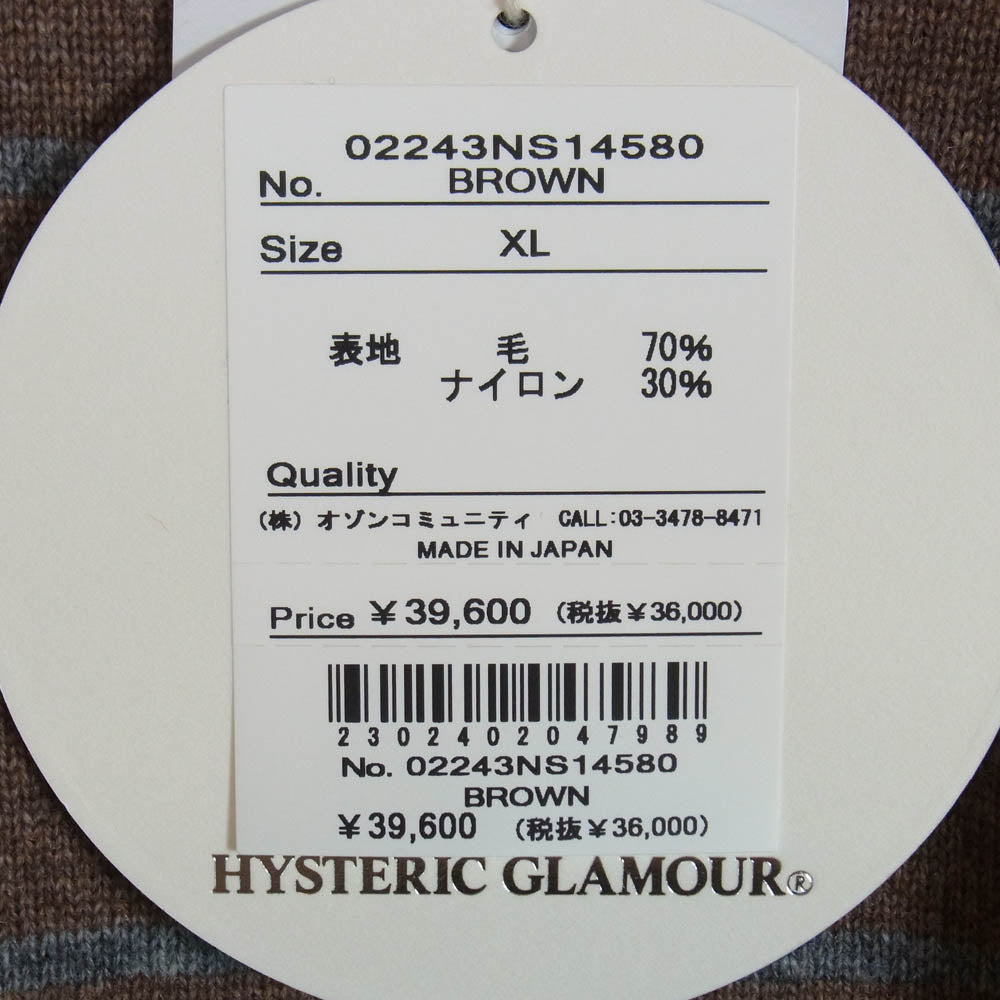 02243NS14580
No. BROWN
Size XL
表地 毛 70%
ナイロン 30%
Quality
(株) オゾンコミュニティ CALL:03-3478-8471
MADE IN JAPAN
Price ¥39,600 (税抜¥36,000)
2302402047989
No. 02243NS14580
BROWN
¥39,600 (税抜¥36,000)
HYSTERIC GLAMOUR®